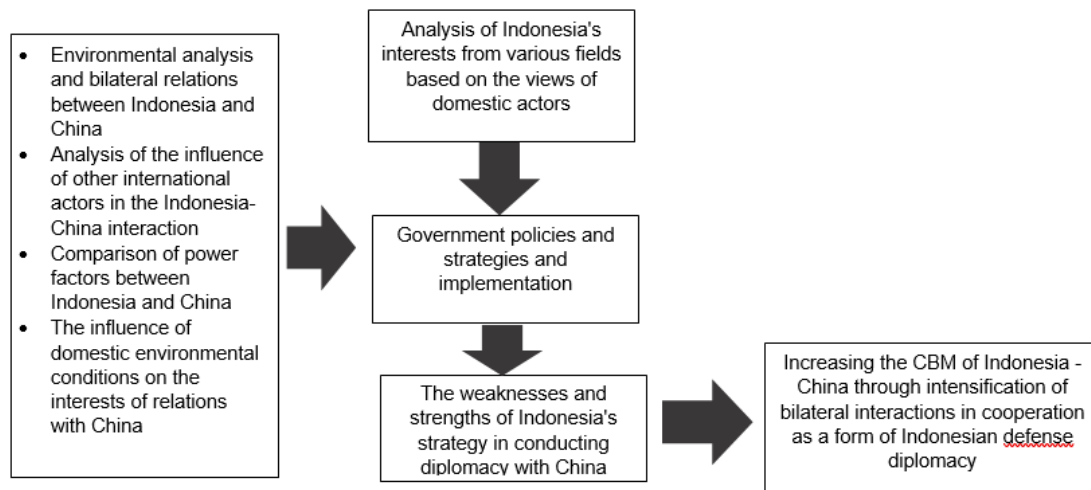 • Environmental analysis
and bilateral relations
between Indonesia and
China
• Analysis of the influence
of other international
actors in the Indonesia-
China interaction
• Comparison of power
factors between
Indonesia and China
• The influence of
domestic environmental
conditions on the
interests of relations
with China
Analysis of Indonesia's
interests from various fields
based on the views of
domestic actors
Government policies and
strategies and
implementation
The weaknesses and
strengths of Indonesia's
strategy in conducting
diplomacy with China
Increasing the CBM of Indonesia -
China through intensification of
bilateral interactions in cooperation
as a form of Indonesian defense
diplomacy